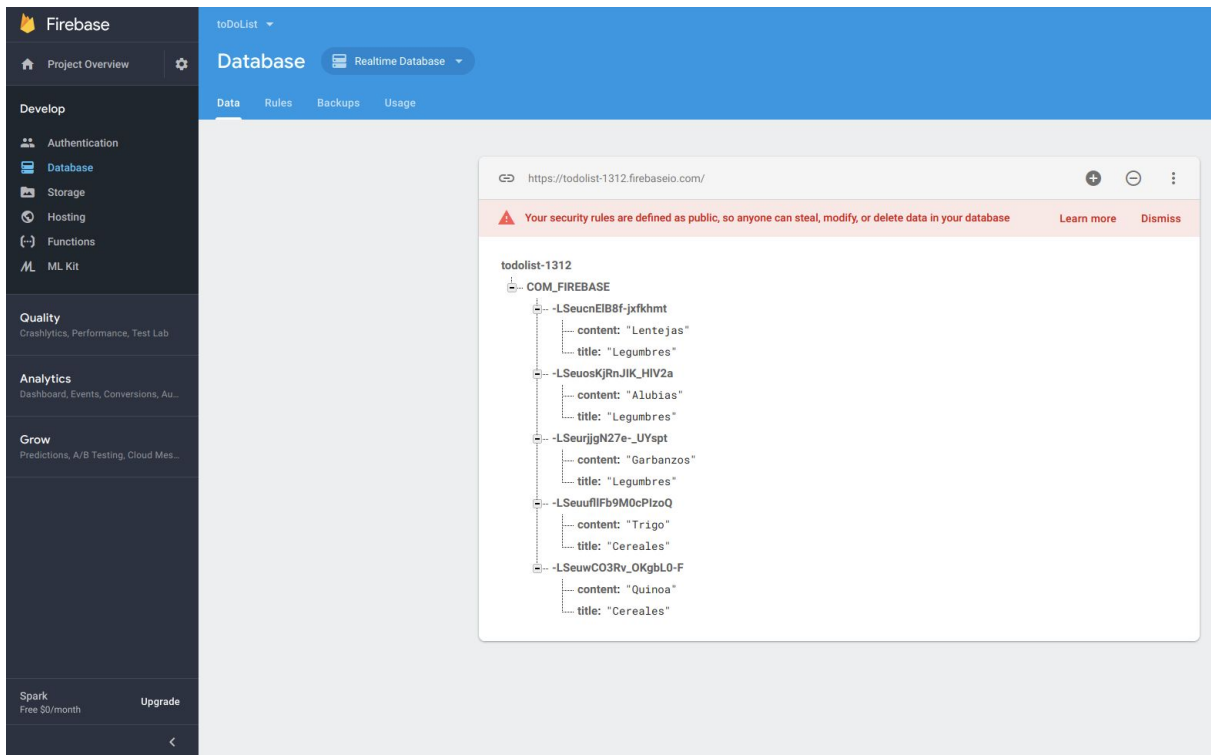 Firebase
Project Overview
Develop
Authentication
Database
Storage
Hosting
Functions
ML Kit
Quality
Crashlytics, Performance, Test Lab
Analytics
Dashboard, Events, Conversions, Au...
Grow
Predictions, A/B Testing, Cloud Mes...
Spark
Free $0/month
Upgrade
toDoList
Database
Realtime Database
Data Rules Backups Usage
https://todolist-1312.firebaseio.com/
Your security rules are defined as public, so anyone can steal, modify, or delete data in your database Learn more Dismiss
todolist-1312
COM_FIREBASE
-LSeucnElB8f-jxfkhmt
content: "Lentejas"
title: "Legumbres"
-LSeuosKjRnJIK_HlV2a
content: "Alubias"
title: "Legumbres"
-LSeurjjgN27e-_UYspt
content: "Garbanzos"
title: "Legumbres"
-LSeuufllFb9M0cPIzoQ
content: "Trigo"
title: "Cereales"
-LSeuwCO3Rv_OKgbL0-F
content: "Quinoa"
title: "Cereales"